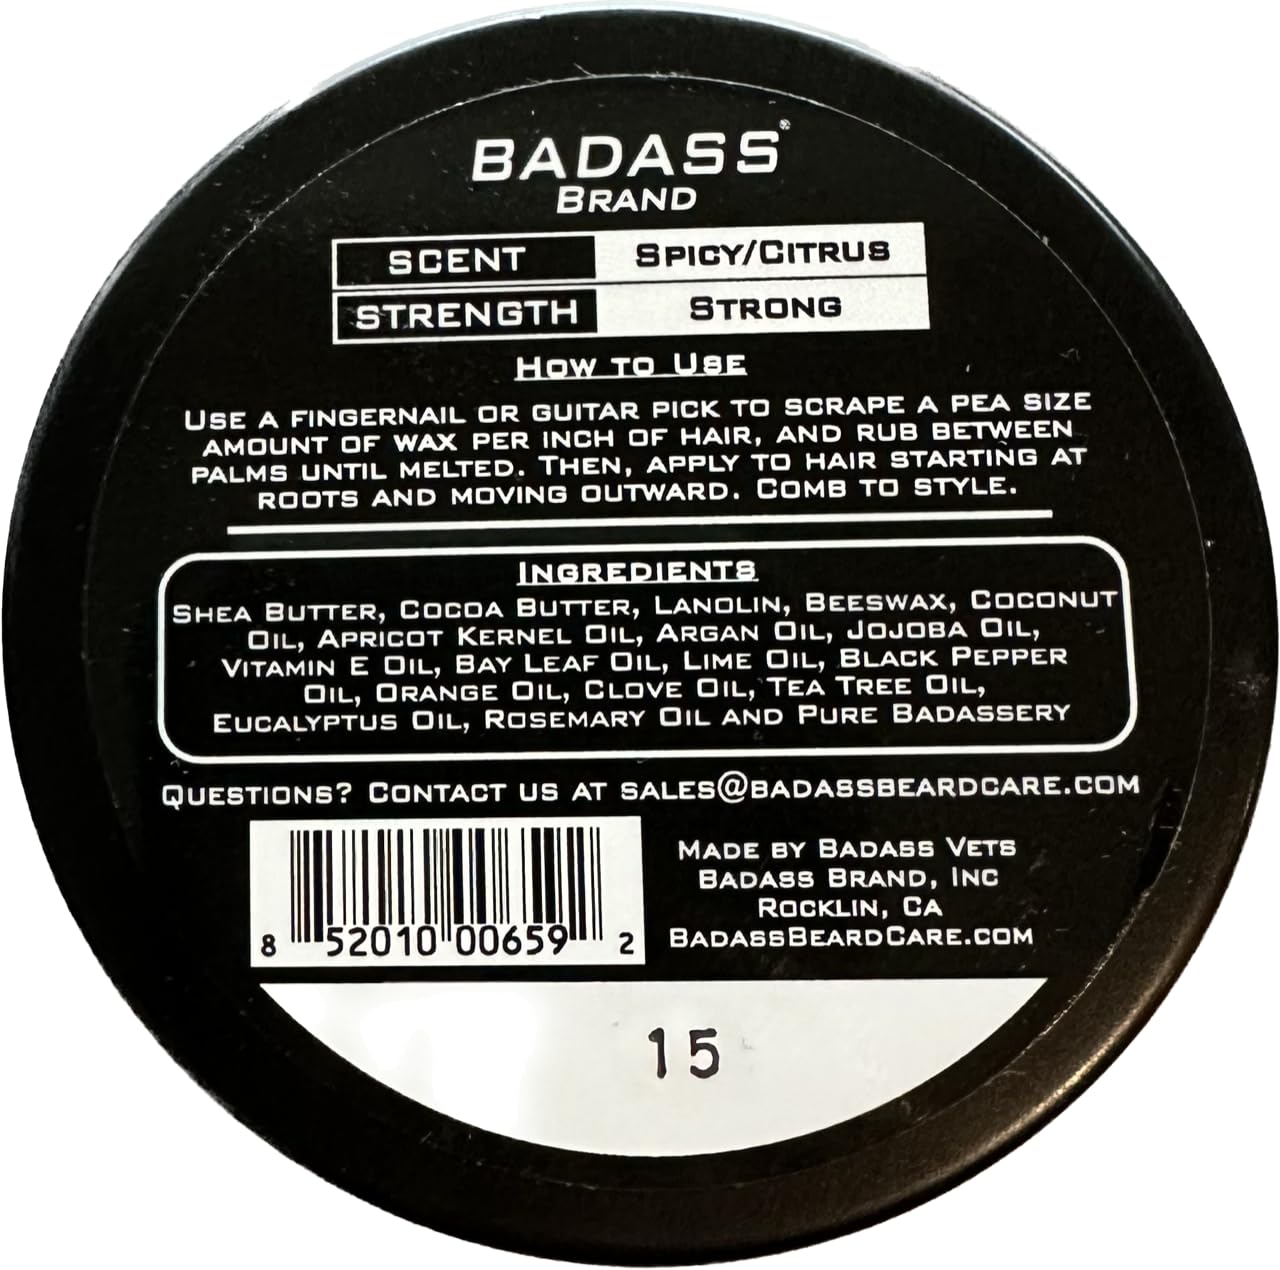 BADASS®
BRAND
SCENT SPICY/CITRUS
STRENGTH STRONG
HOW TO USE
USE A FINGERNAIL OR GUITAR PICK TO SCRAPE A PEA SIZE
AMOUNT OF WAX PER INCH OF HAIR, AND RUB BETWEEN
PALMS UNTIL MELTED. THEN, APPLY TO HAIR STARTING AT
ROOTS AND MOVING OUTWARD. COMB TO STYLE.
INGREDIENTS
SHEA BUTTER, COCOA BUTTER, LANOLIN, BEESWAX, COCONUT
OIL, APRICOT KERNEL OIL, ARGAN OIL, JOJOBA OIL,
VITAMIN E OIL, BAY LEAF OIL, LIME OIL, BLACK PEPPER
OIL, ORANGE OIL, CLOVE OIL, TEA TREE OIL,
EUCALYPTUS OIL, ROSEMARY OIL AND PURE BADASSERY
QUESTIONS? CONTACT US AT SALES@BADASSBEARDCARE.COM
8 52010 00659 2
MADE BY BADASS VETS
BADASS BRAND, INC
ROCKLIN, CA
BADASSBEARDCARE.COM
15